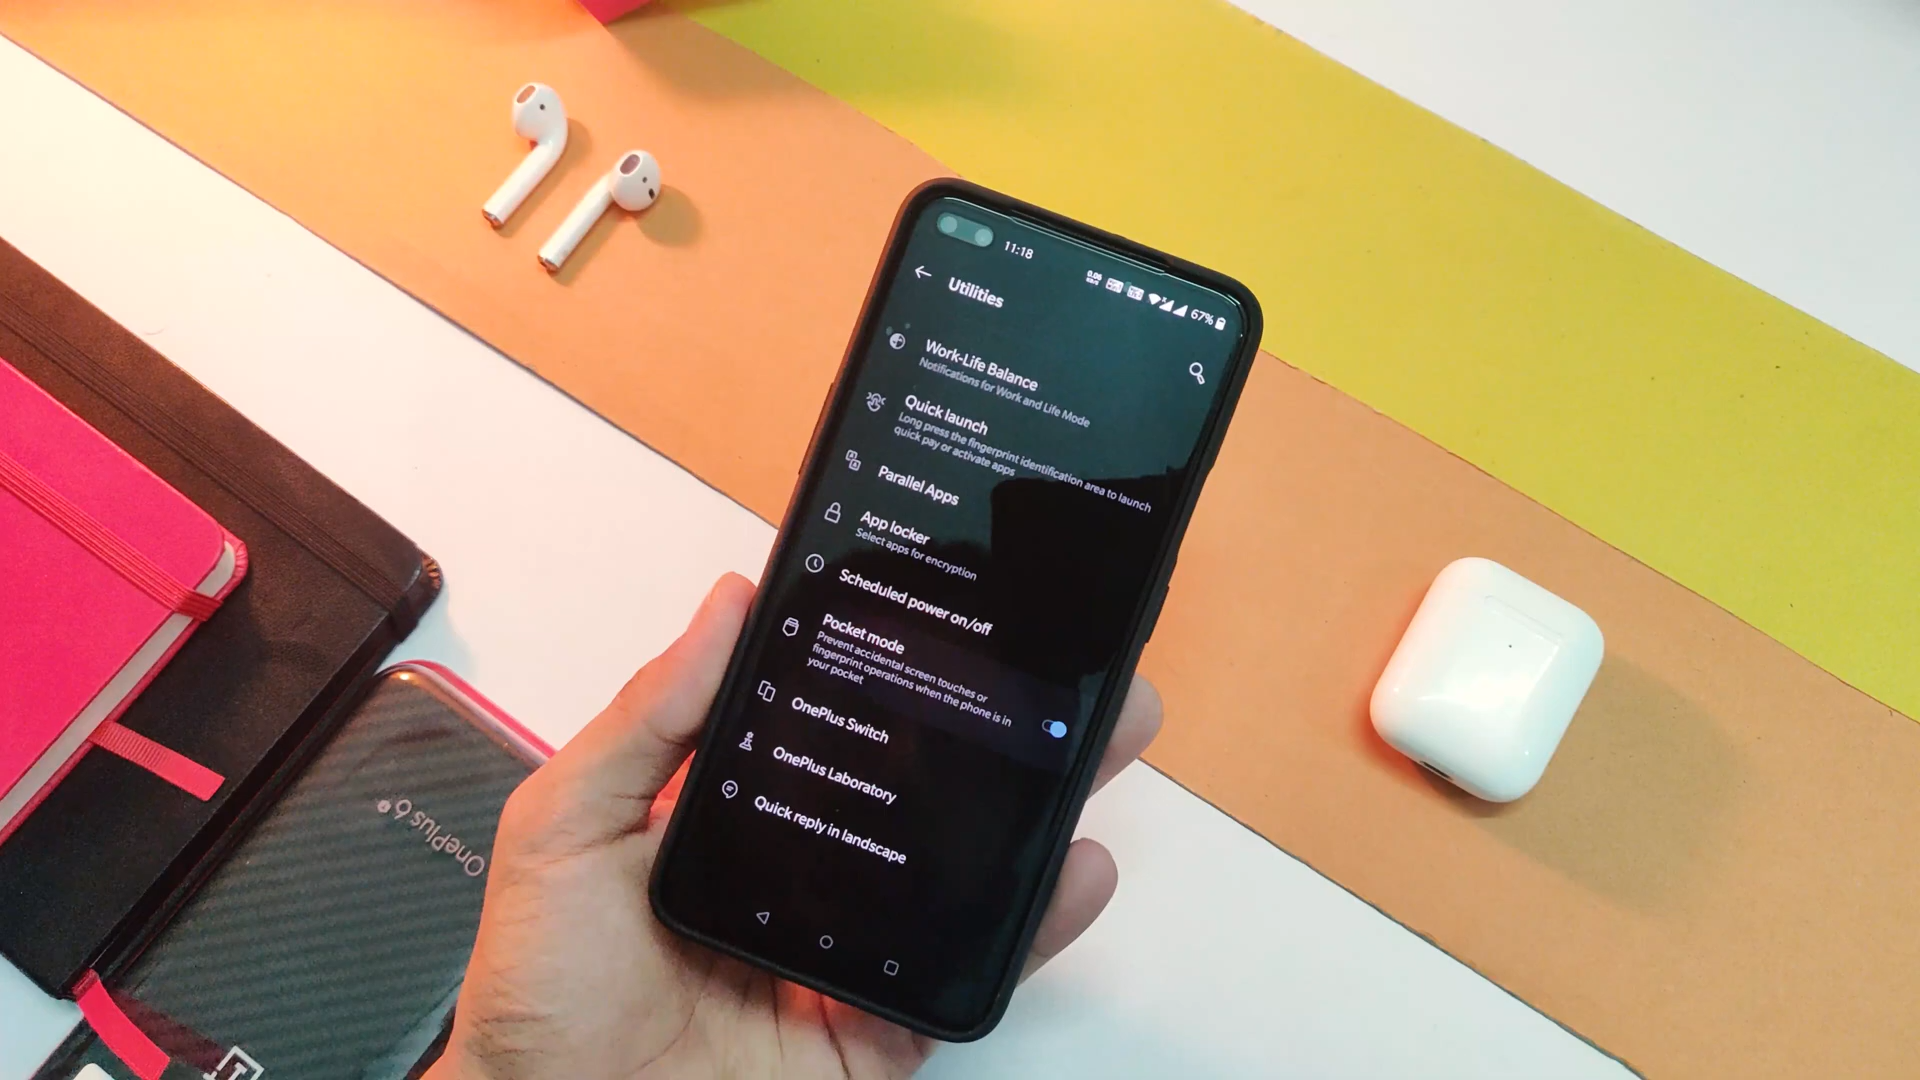 11:18
0.06
67%
Utilities
Work-Life Balance
Notifications for Work and Life Mode
Quick launch
Long press the fingerprint identification area to launch
quick pay or activate apps
Parallel Apps
App locker
Select apps for encryption
Scheduled power on/off
Pocket mode
Prevent accidental screen touches or
fingerprint operations when the phone is in
your pocket
OnePlus Switch
OnePlus Laboratory
Quick reply in landscape
OnePlus 6